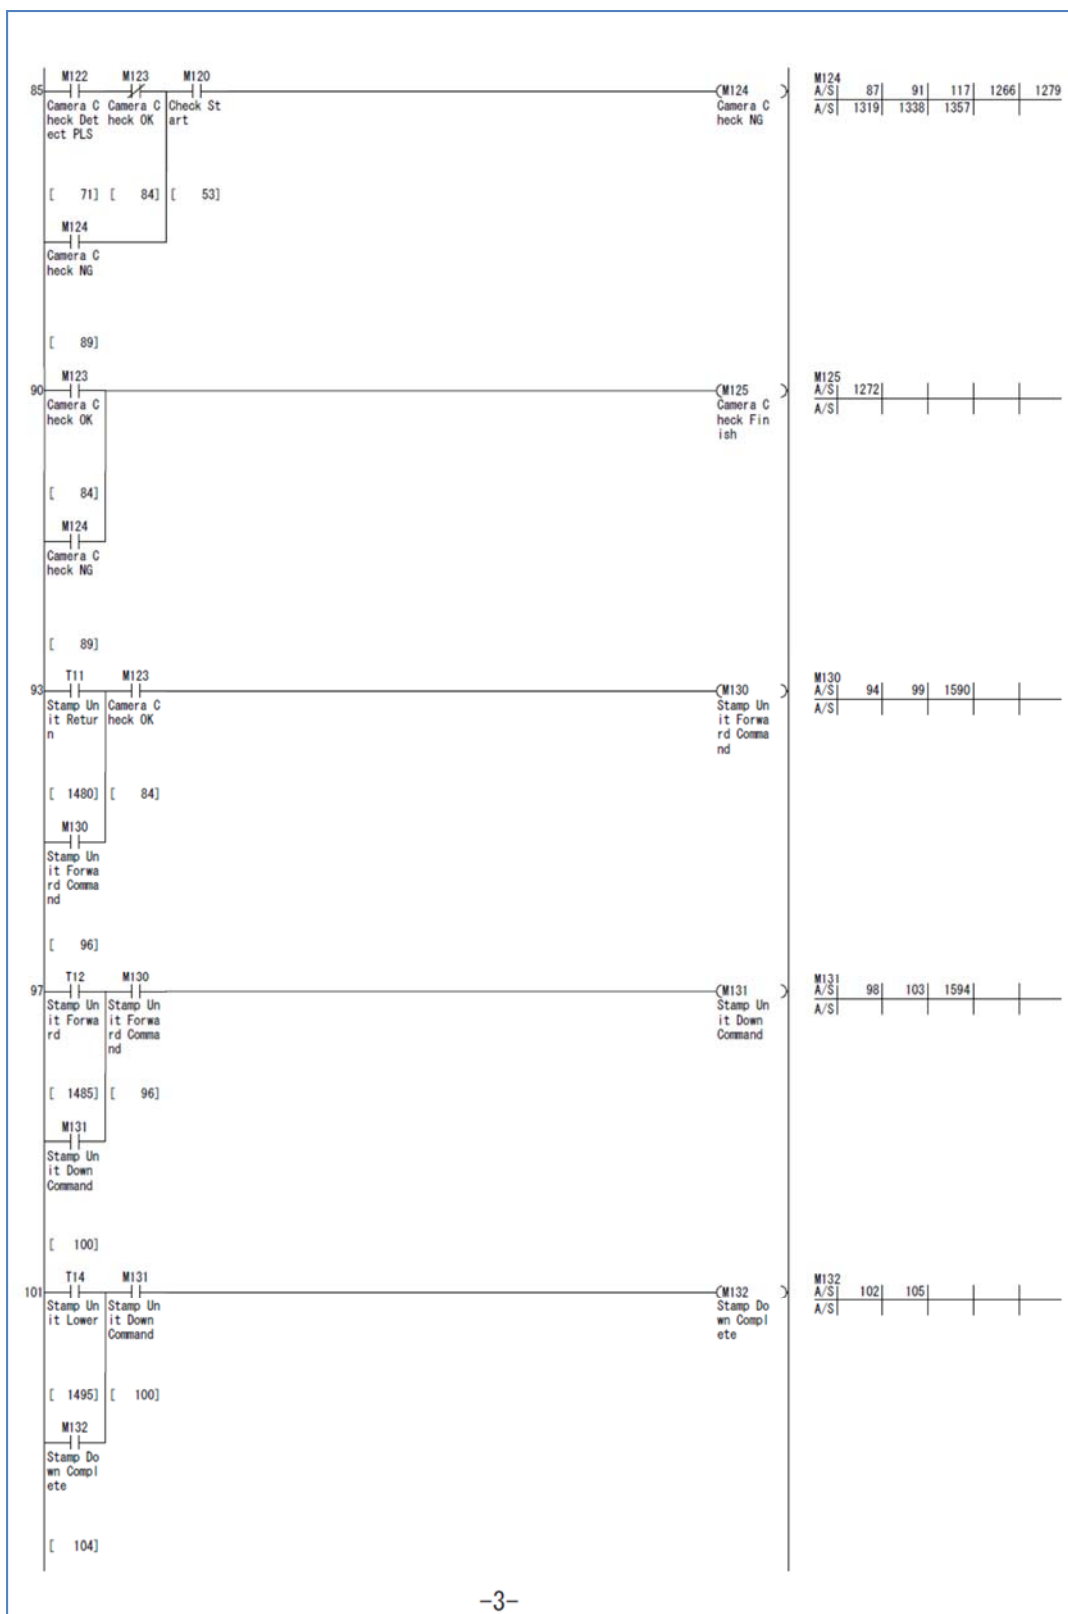 M122 M123 M120 M124
85 (M124 ) A/S| 87| 91| 117| 1266| 1279
Camera C Camera C Check St Camera C A/S| 1319| 1338| 1357|
heck Det heck OK art heck NG
ect PLS
[ 71] [ 84] [ 53]
M124
Camera C
heck NG
[ 89]
M123 M125
90 (M125 ) A/S| 1272|
Camera C Camera C A/S|
heck OK heck Fin
ish
[ 84]
M124
Camera C
heck NG
[ 89]
T11 M123 M130
93 (M130 ) A/S| 94| 99| 1590|
Stamp Un Camera C Stamp Un A/S|
it Retur heck OK it Forwa
n rd Comma
nd
[ 1480] [ 84]
M130
Stamp Un
it Forwa
rd Comma
nd
[ 96]
T12 M130 M131
97 (M131 ) A/S| 98| 103| 1594|
Stamp Un Stamp Un Stamp Un A/S|
it Forwa it Forwa it Down
rd rd Comma Command
nd
[ 1485] [ 96]
M131
Stamp Un
it Down
Command
[ 100]
T14 M131 M132
101 (M132 ) A/S| 102| 105|
Stamp Un Stamp Un Stamp Do A/S|
it Lower it Down wn Compl
Command ete
[ 1495] [ 100]
M132
Stamp Do
wn Compl
ete
[ 104]
-3-